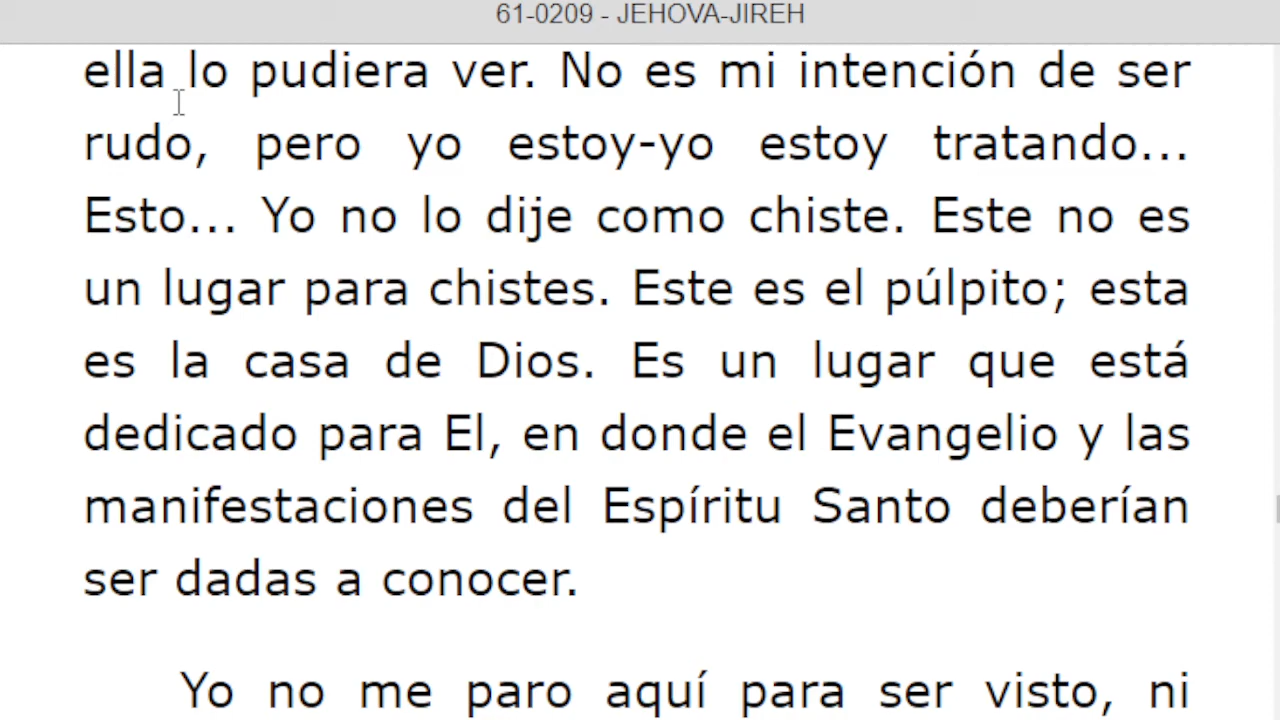 61-0209 - JEHOVA-JIREH
ella lo pudiera ver. No es mi intención de ser
rudo, pero yo estoy-yo estoy tratando...
Esto... Yo no lo dije como chiste. Este no es
un lugar para chistes. Este es el púlpito; esta
es la casa de Dios. Es un lugar que está
dedicado para El, en donde el Evangelio y las
manifestaciones del Espíritu Santo deberían
ser dadas a conocer.
Yo no me paro aquí para ser visto, ni